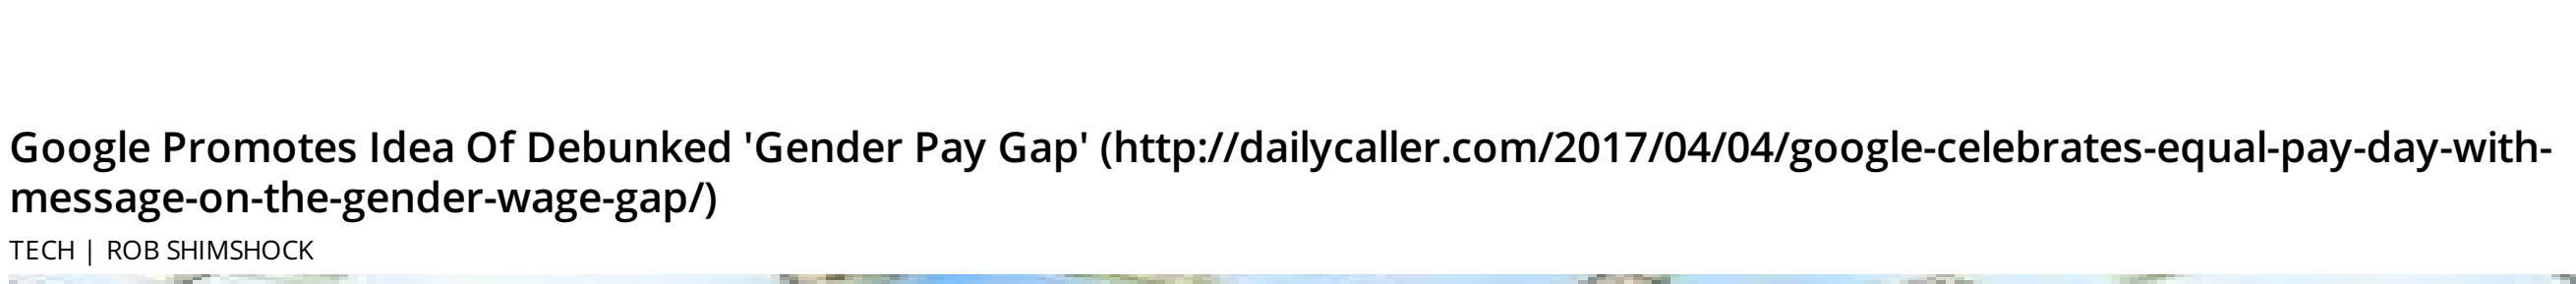 Google Promotes Idea Of Debunked 'Gender Pay Gap' (http://dailycaller.com/2017/04/04/google-celebrates-equal-pay-day-with-
message-on-the-gender-wage-gap/)
TECH | ROB SHIMSHOCK